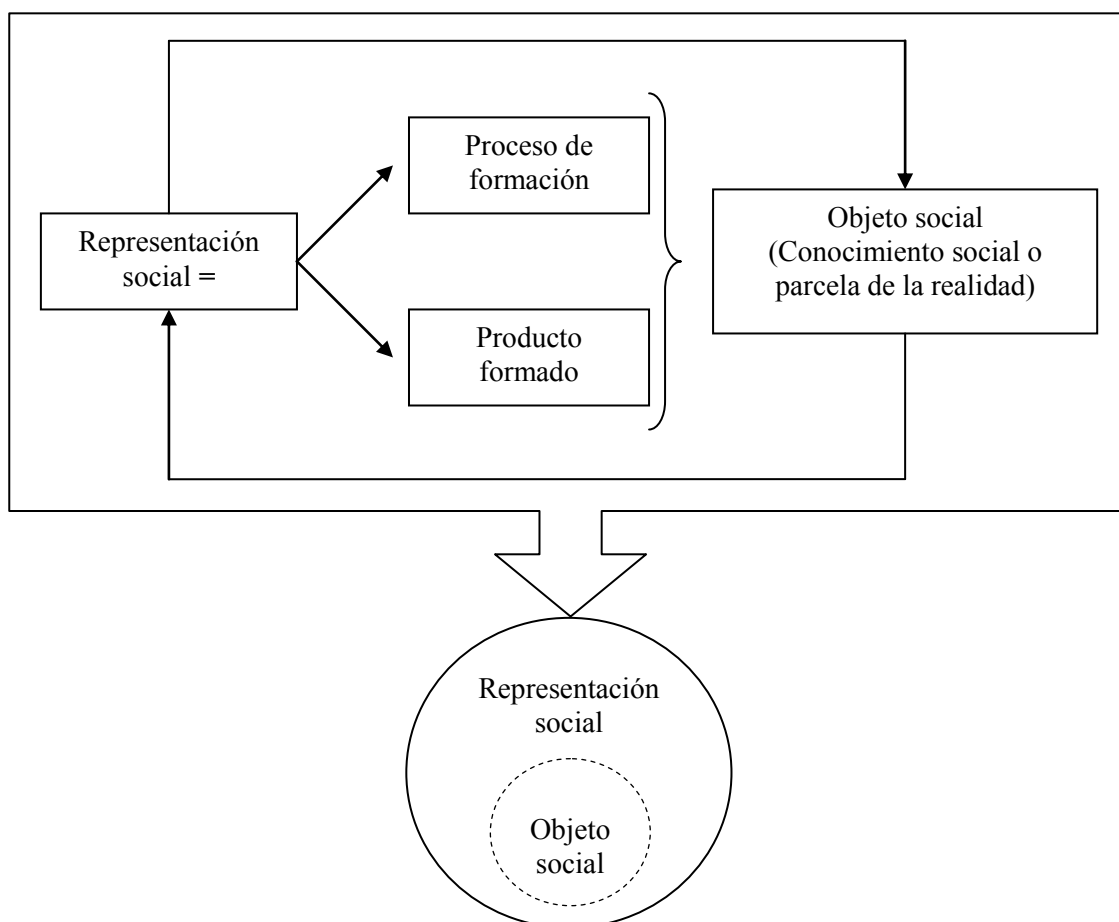 Proceso de
formación
Representación
social =
Objeto social
(Conocimiento social o
parcela de la realidad)
Producto
formado
Representación
social
Objeto
social